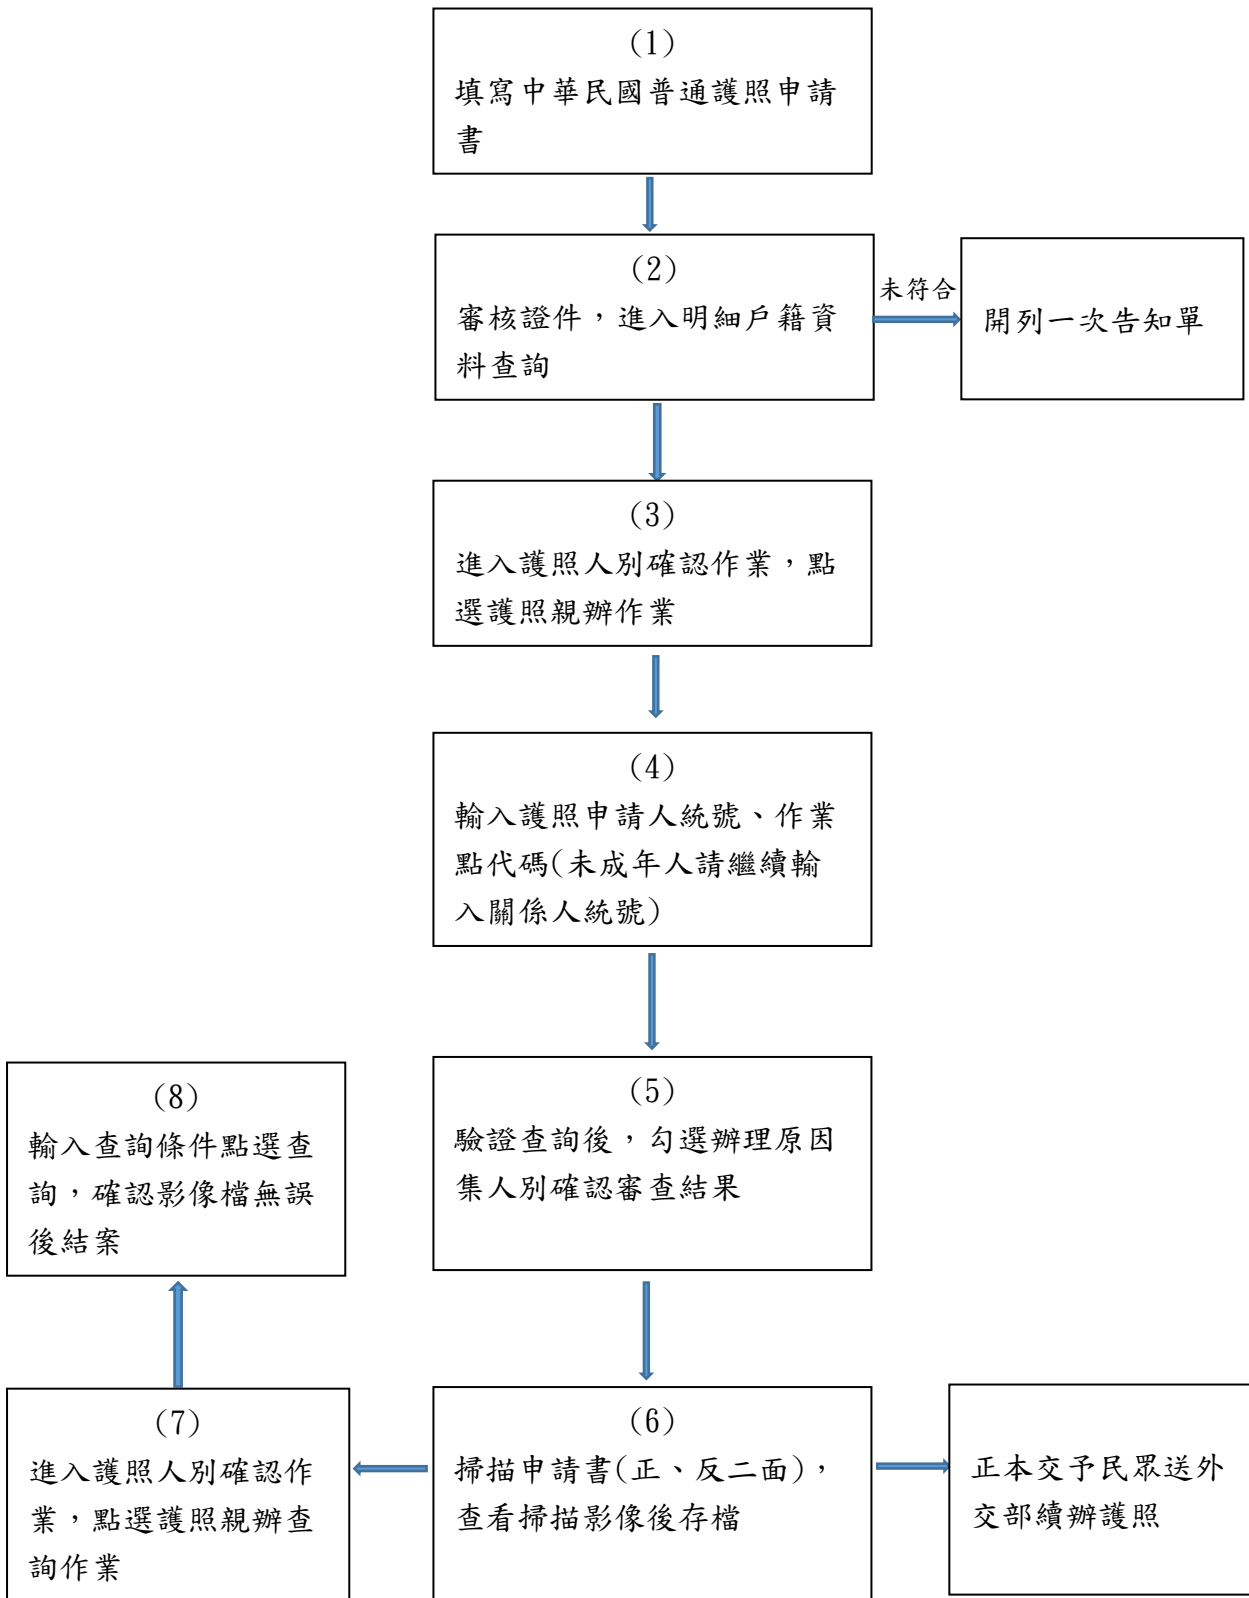 (1)
填寫中華民國普通護照申請
書
(2)
審核證件，進入明細戶籍資
料查詢
未符合
開列一次告知單
(3)
進入護照人別確認作業，點
選護照親辦作業
(4)
輸入護照申請人統號、作業
點代碼(未成年人請繼續輸
入關係人統號)
(5)
驗證查詢後，勾選辦理原因
集人別確認審查結果
(6)
掃描申請書(正、反二面)，
查看掃描影像後存檔
正本交予民眾送外
交部續辦護照
(7)
進入護照人別確認作
業，點選護照親辦查
詢作業
(8)
輸入查詢條件點選查
詢，確認影像檔無誤
後結案